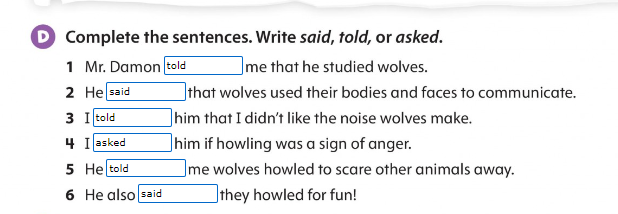 D Complete the sentences. Write said, told, or asked.
1 Mr. Damon told me that he studied wolves.
2 He said that wolves used their bodies and faces to communicate.
3 I told him that I didn't like the noise wolves make.
4 I asked him if howling was a sign of anger.
5 He told me wolves howled to scare other animals away.
6 He also said they howled for fun!